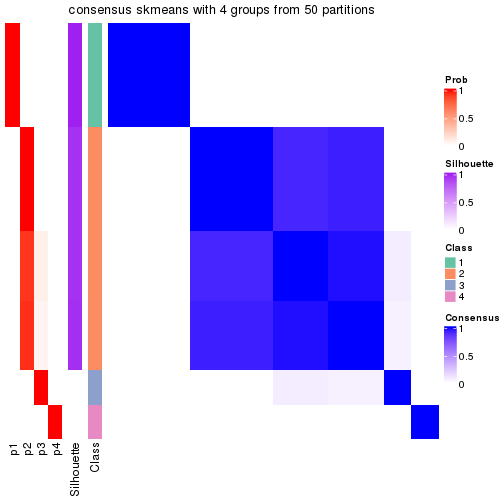 consensus skmeans with 4 groups from 50 partitions
Prob
1
0.5
0
Silhouette
1
0.5
0
Class
1
2
3
4
Consensus
1
0.5
0
p1
p2
p3
p4
Silhouette
Class